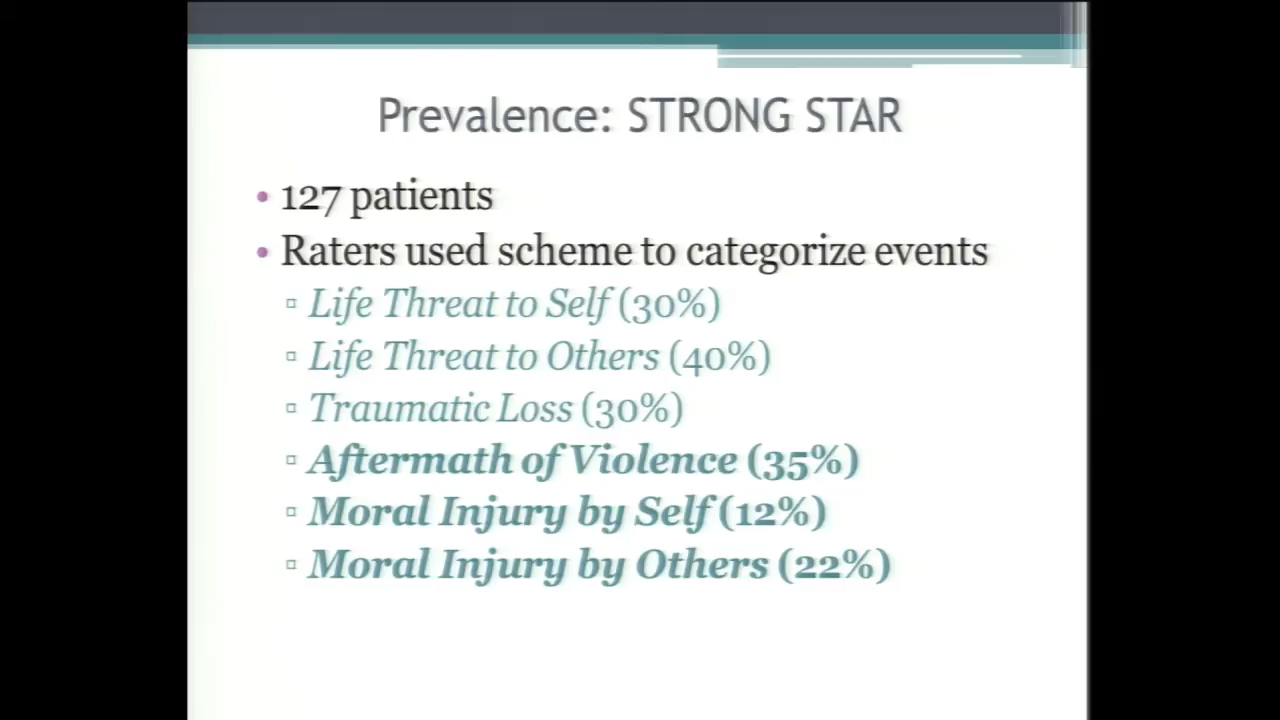 Prevalence: STRONG STAR
• 127 patients
• Raters used scheme to categorize events
▫ Life Threat to Self (30%)
▫ Life Threat to Others (40%)
▫ Traumatic Loss (30%)
▫ Aftermath of Violence (35%)
▫ Moral Injury by Self (12%)
▫ Moral Injury by Others (22%)